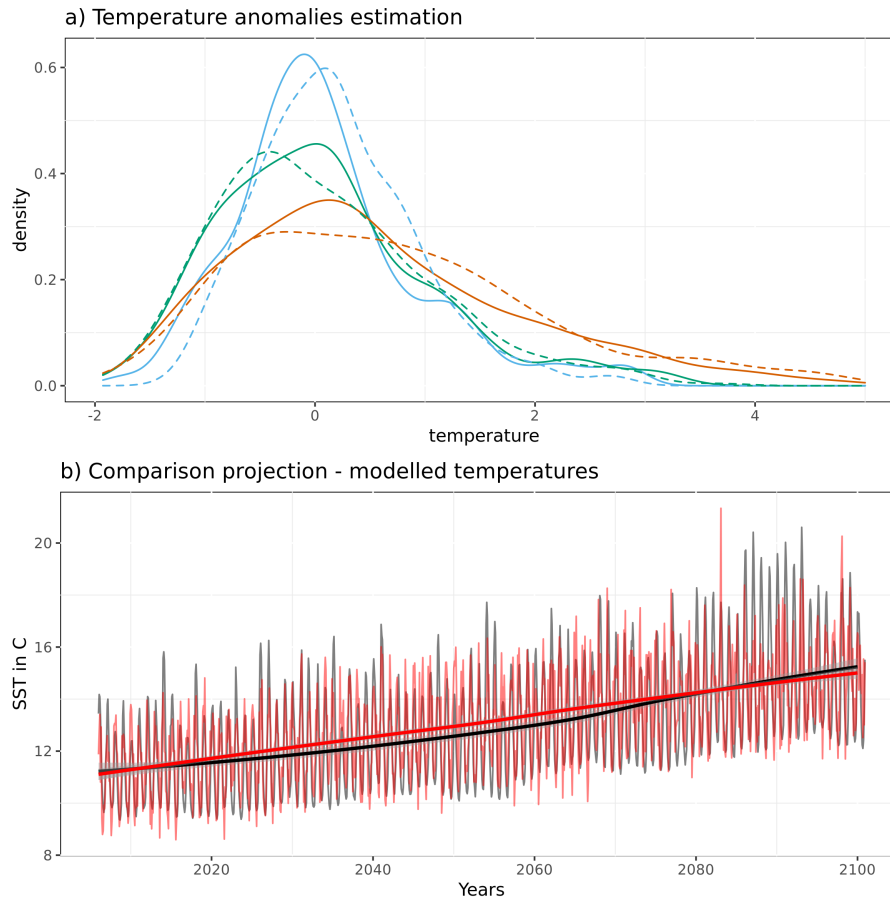 a) Temperature anomalies estimation
0.6
0.4
0.2
0.0
density
-2 0 2 4
temperature
b) Comparison projection - modelled temperatures
20
16
12
8
SST in C
2020 2040 2060 2080 2100
Years